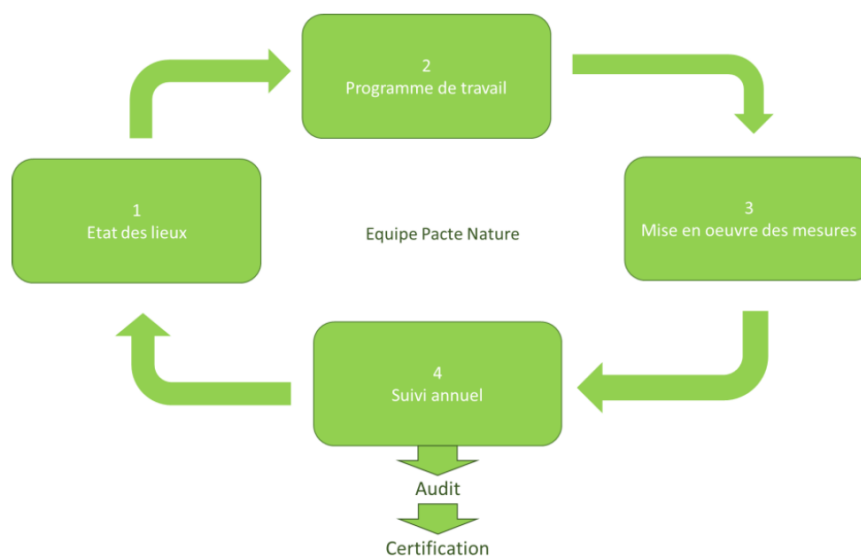 1
Etat des lieux
2
Programme de travail
3
Mise en oeuvre des mesures
Equipe Pacte Nature
4
Suivi annuel
Audit
Certification